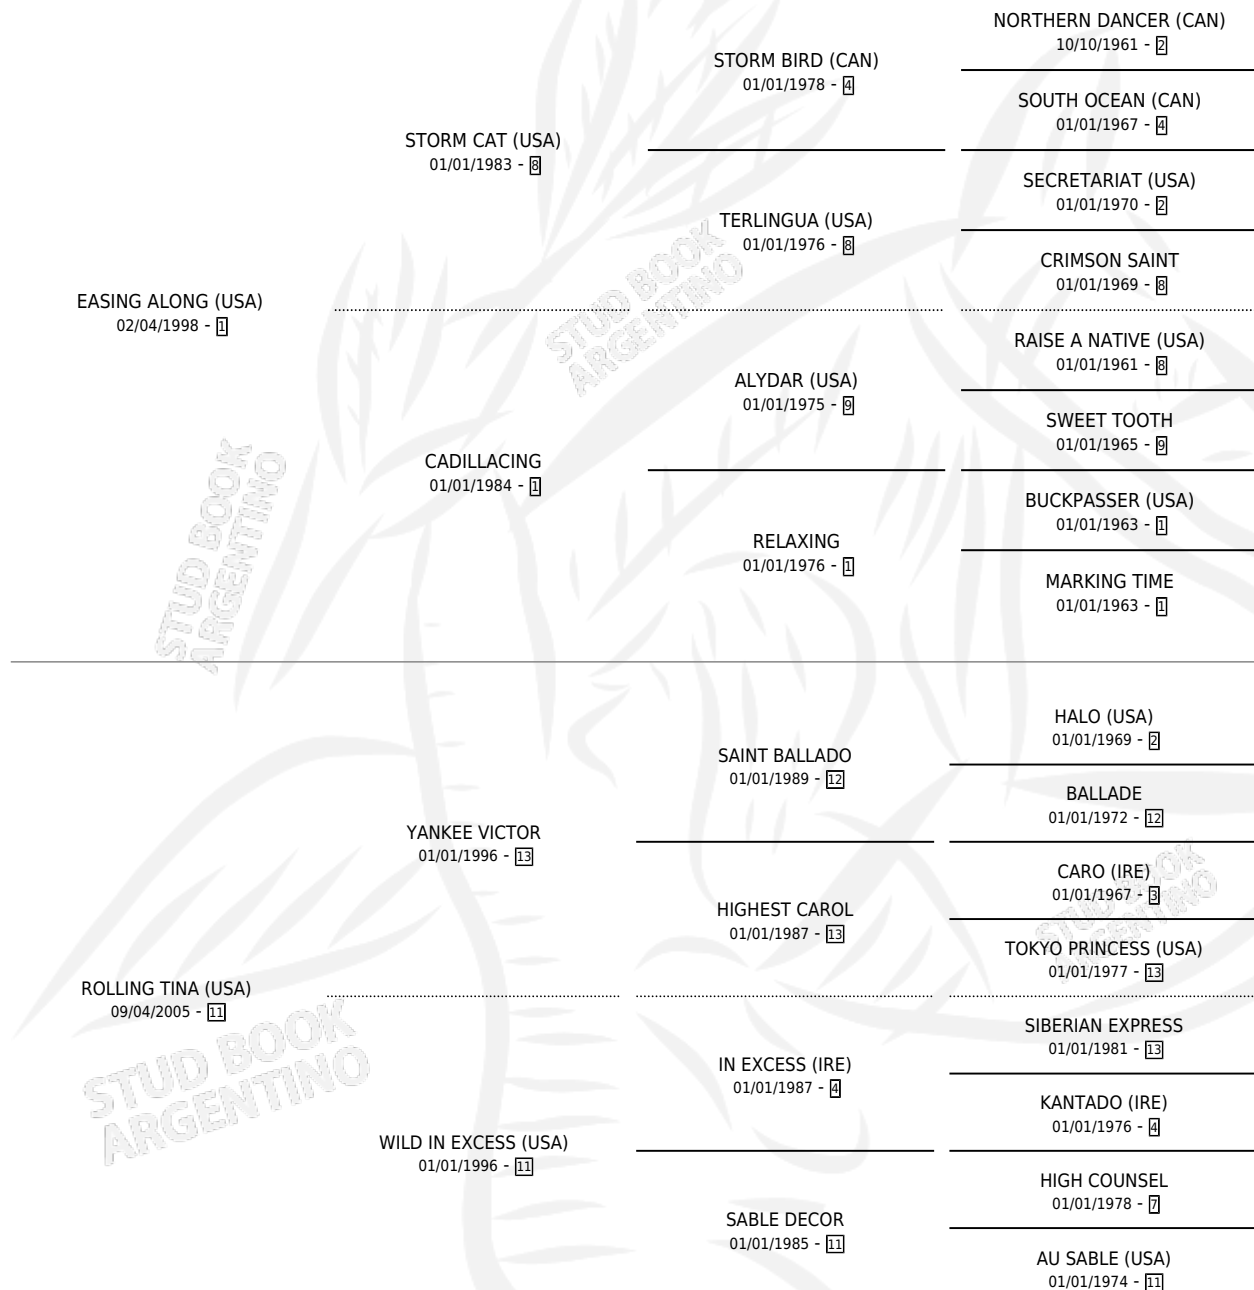 NORTHERN DANCER (CAN)
10/10/1961 - 2
STORM BIRD (CAN)
01/01/1978 - 4
SOUTH OCEAN (CAN)
01/01/1967 - 4
STORM CAT (USA)
01/01/1983 - 8
SECRETARIAT (USA)
01/01/1970 - 2
TERLINGUA (USA)
01/01/1976 - 8
CRIMSON SAINT
01/01/1969 - 8
EASING ALONG (USA)
02/04/1998 - 1
RAISE A NATIVE (USA)
01/01/1961 - 8
ALYDAR (USA)
01/01/1975 - 9
SWEET TOOTH
01/01/1965 - 9
CADILLACING
01/01/1984 - 1
BUCKPASSER (USA)
01/01/1963 - 1
RELAXING
01/01/1976 - 1
MARKING TIME
01/01/1963 - 1
HALO (USA)
01/01/1969 - 2
SAINT BALLADO
01/01/1989 - 12
BALLADE
01/01/1972 - 12
YANKEE VICTOR
01/01/1996 - 13
CARO (IRE)
01/01/1967 - 3
HIGHEST CAROL
01/01/1987 - 13
TOKYO PRINCESS (USA)
01/01/1977 - 13
ROLLING TINA (USA)
09/04/2005 - 11
SIBERIAN EXPRESS
01/01/1981 - 13
IN EXCESS (IRE)
01/01/1987 - 4
KANTADO (IRE)
01/01/1976 - 4
WILD IN EXCESS (USA)
01/01/1996 - 11
HIGH COUNSEL
01/01/1978 - 7
SABLE DECOR
01/01/1985 - 11
AU SABLE (USA)
01/01/1974 - 11
STUD BOOK
ARGENTINO
STUD BOOK
ARGENTINO
STUD BOOK
ARGENTINO
STUD BOOK
ARGENTINO